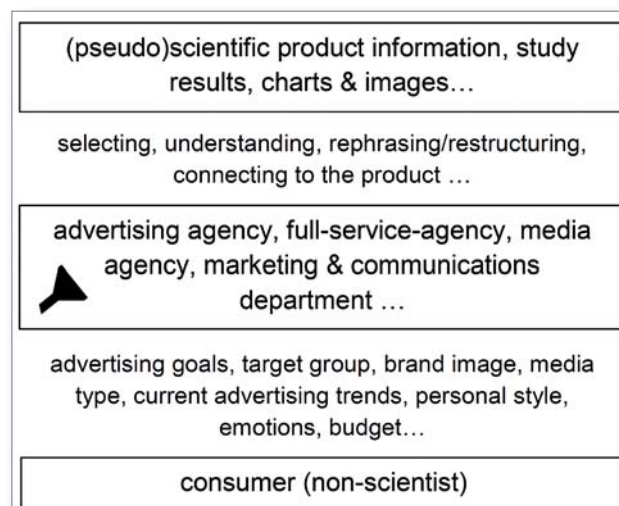 (pseudo)scientific product information, study
results, charts & images…
selecting, understanding, rephrasing/restructuring,
connecting to the product …
advertising agency, full-service-agency, media
agency, marketing & communications
department …
advertising goals, target group, brand image, media
type, current advertising trends, personal style,
emotions, budget…
consumer (non-scientist)